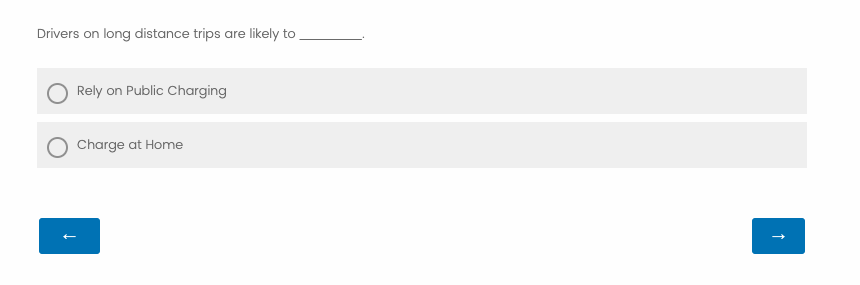 Drivers on long distance trips are likely to _________.
Rely on Public Charging
Charge at Home
← →